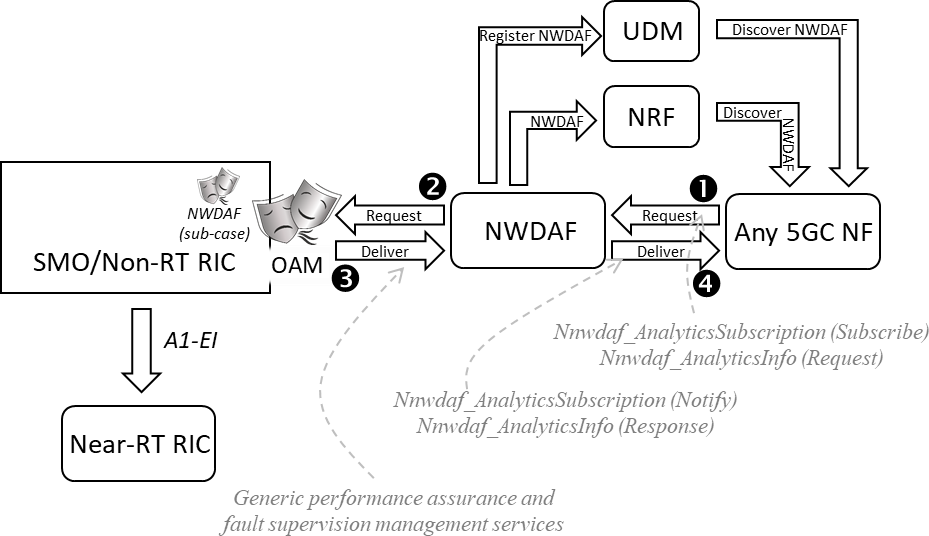 Register NWDAF
UDM
Discover NWDAF
NWDAF
NRF
Discover
NWDAF
NWDAF
(sub-case)
SMO/Non-RT RIC
OAM
2
Request
Deliver
3
NWDAF
1
Request
Deliver
4
Any 5GC NF
A1-EI
Near-RT RIC
Nnwdaf_AnalyticsSubscription (Subscribe)
Nnwdaf_AnalyticsInfo (Request)
Nnwdaf_AnalyticsSubscription (Notify)
Nnwdaf_AnalyticsInfo (Response)
Generic performance assurance and
fault supervision management services